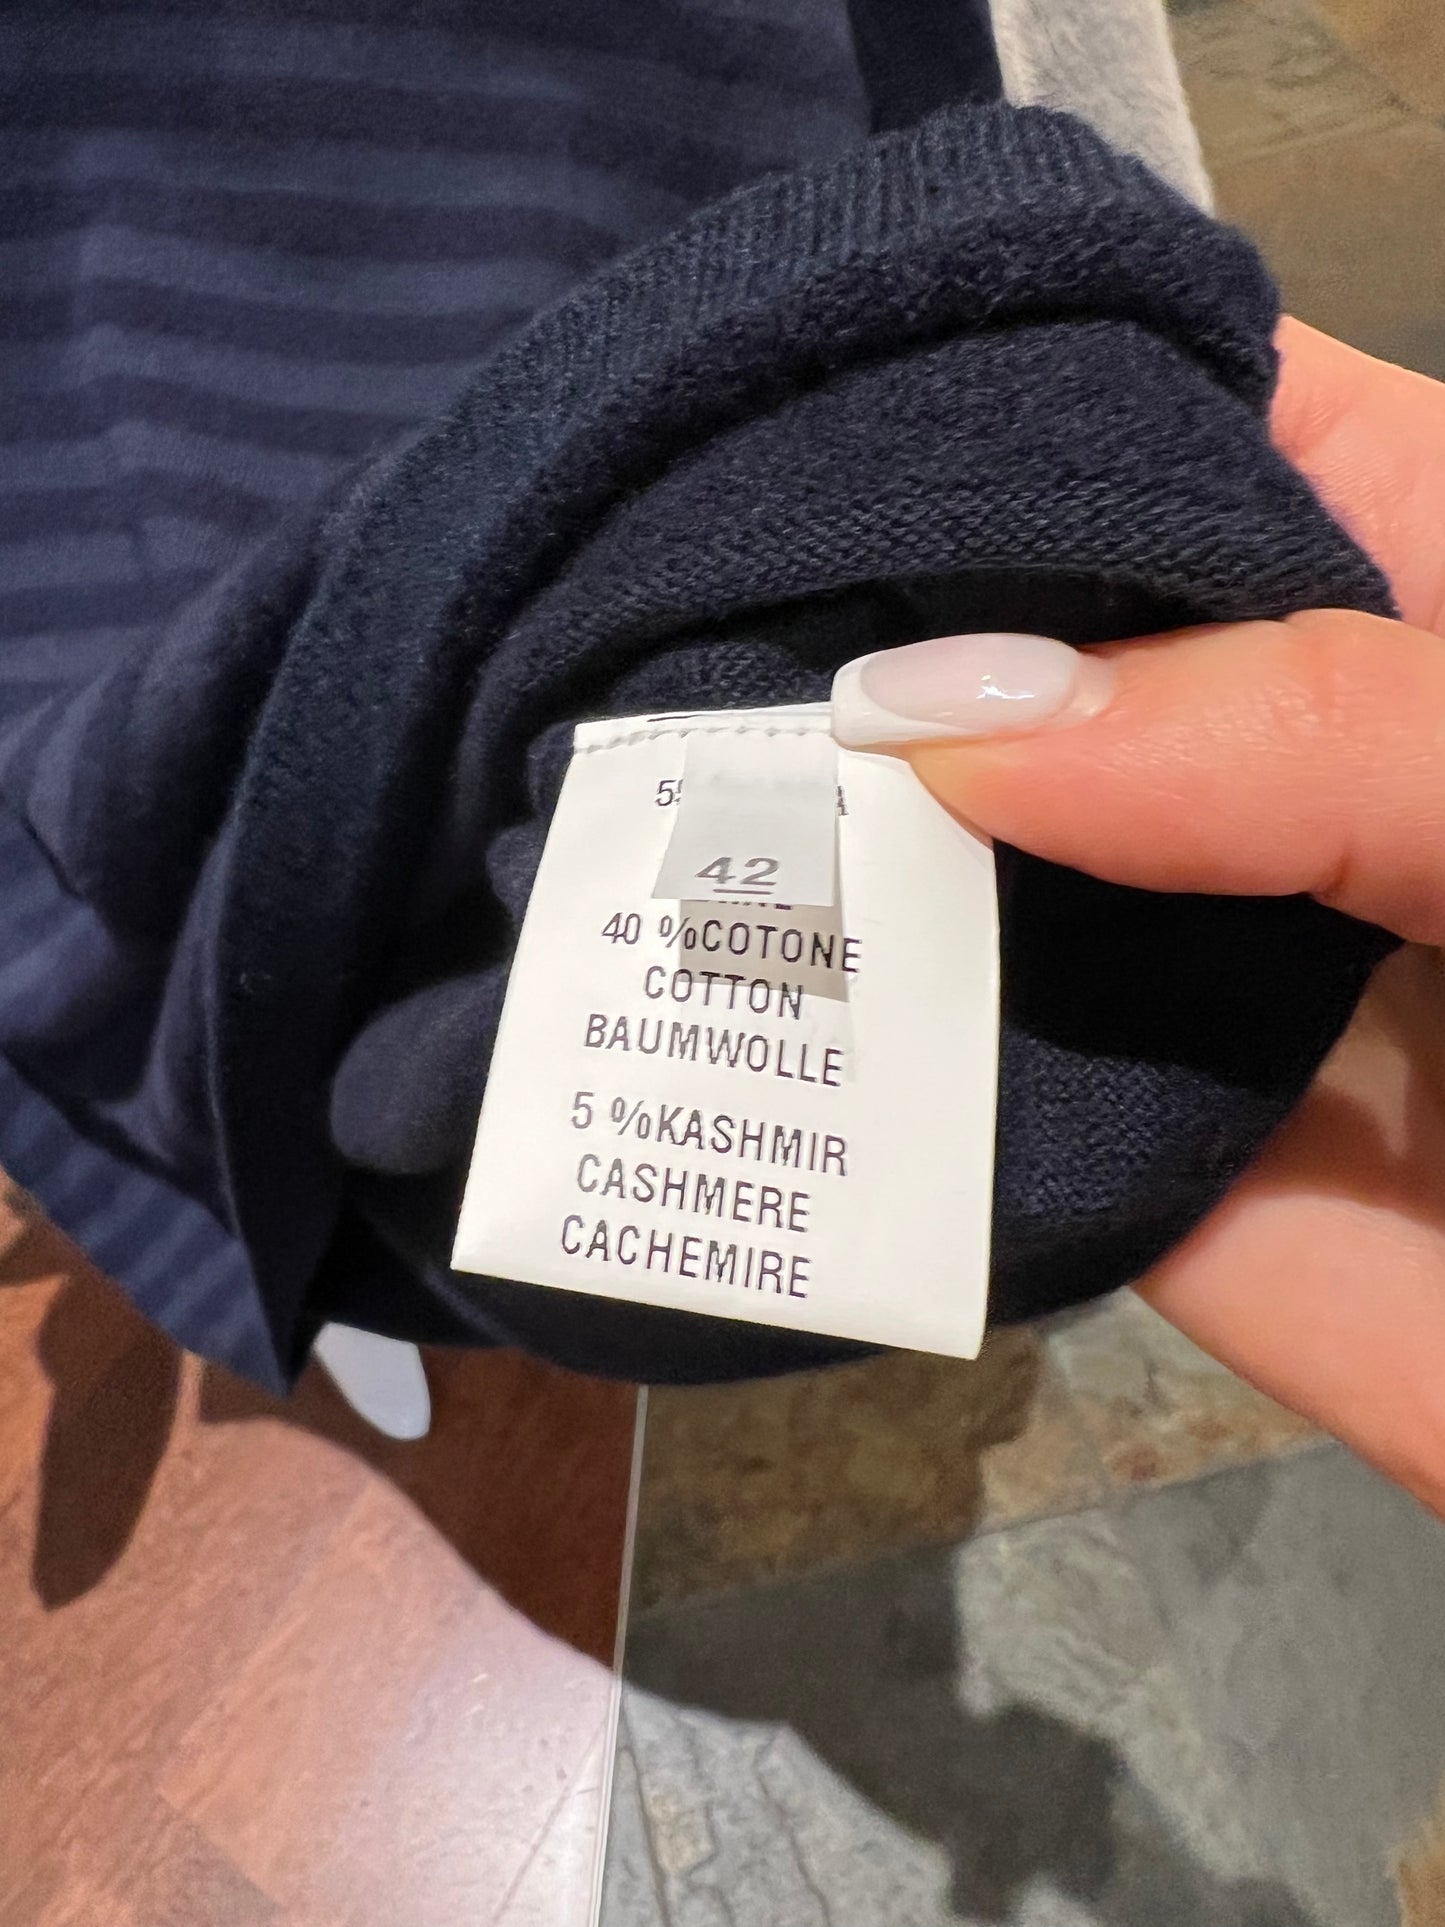 42
40 %COTONE
COTTON
BAUMWOLLE
5 %KASHMIR
CASHMERE
CACHEMIRE